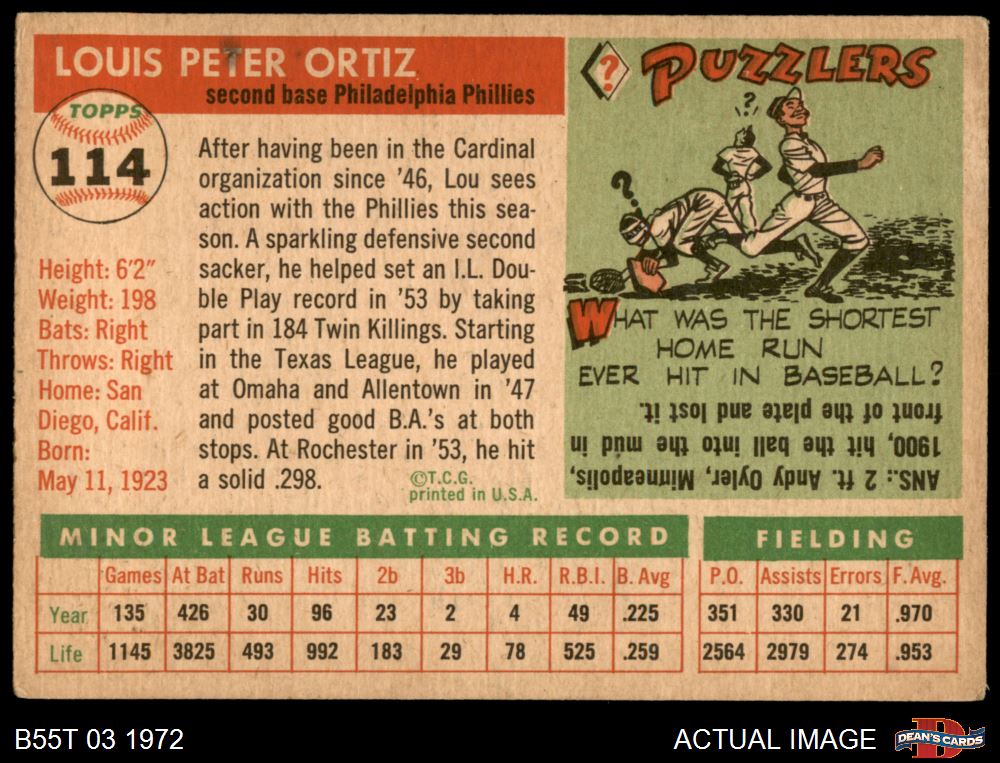 LOUIS PETER ORTIZ
second base Philadelphia Phillies
TOPPS
114
Height: 6'2"
Weight: 198
Bats: Right
Throws: Right
Home: San
Diego, Calif.
Born:
May 11, 1923
After having been in the Cardinal
organization since '46, Lou sees
action with the Phillies this sea-
son. A sparkling defensive second
sacker, he helped set an I.L. Dou-
ble Play record in '53 by taking
part in 184 Twin Killings. Starting
in the Texas League, he played
at Omaha and Allentown in '47
and posted good B.A.'s at both
stops. At Rochester in '53, he hit
a solid .298.
©T.C.G.
printed in U.S.A.
?
PUZZLERS
?
?
WHAT WAS THE SHORTEST
HOME RUN
EVER HIT IN BASEBALL?
ANS.: 2 ft. Andy Oyler, Minneapolis,
1900, hit the ball into the mud in
front of the plate and lost it.
MINOR LEAGUE BATTING RECORD
Games At Bat Runs Hits 2b 3b H.R. R.B.I. B. Avg
Year 135 426 30 96 23 2 4 49 .225
Life 1145 3825 493 992 183 29 78 525 .259
FIELDING
P.O. Assists Errors F. Avg.
351 330 21 .970
2564 2979 274 .953
B55T 03 1972
ACTUAL IMAGE
DEAN'S CARDS